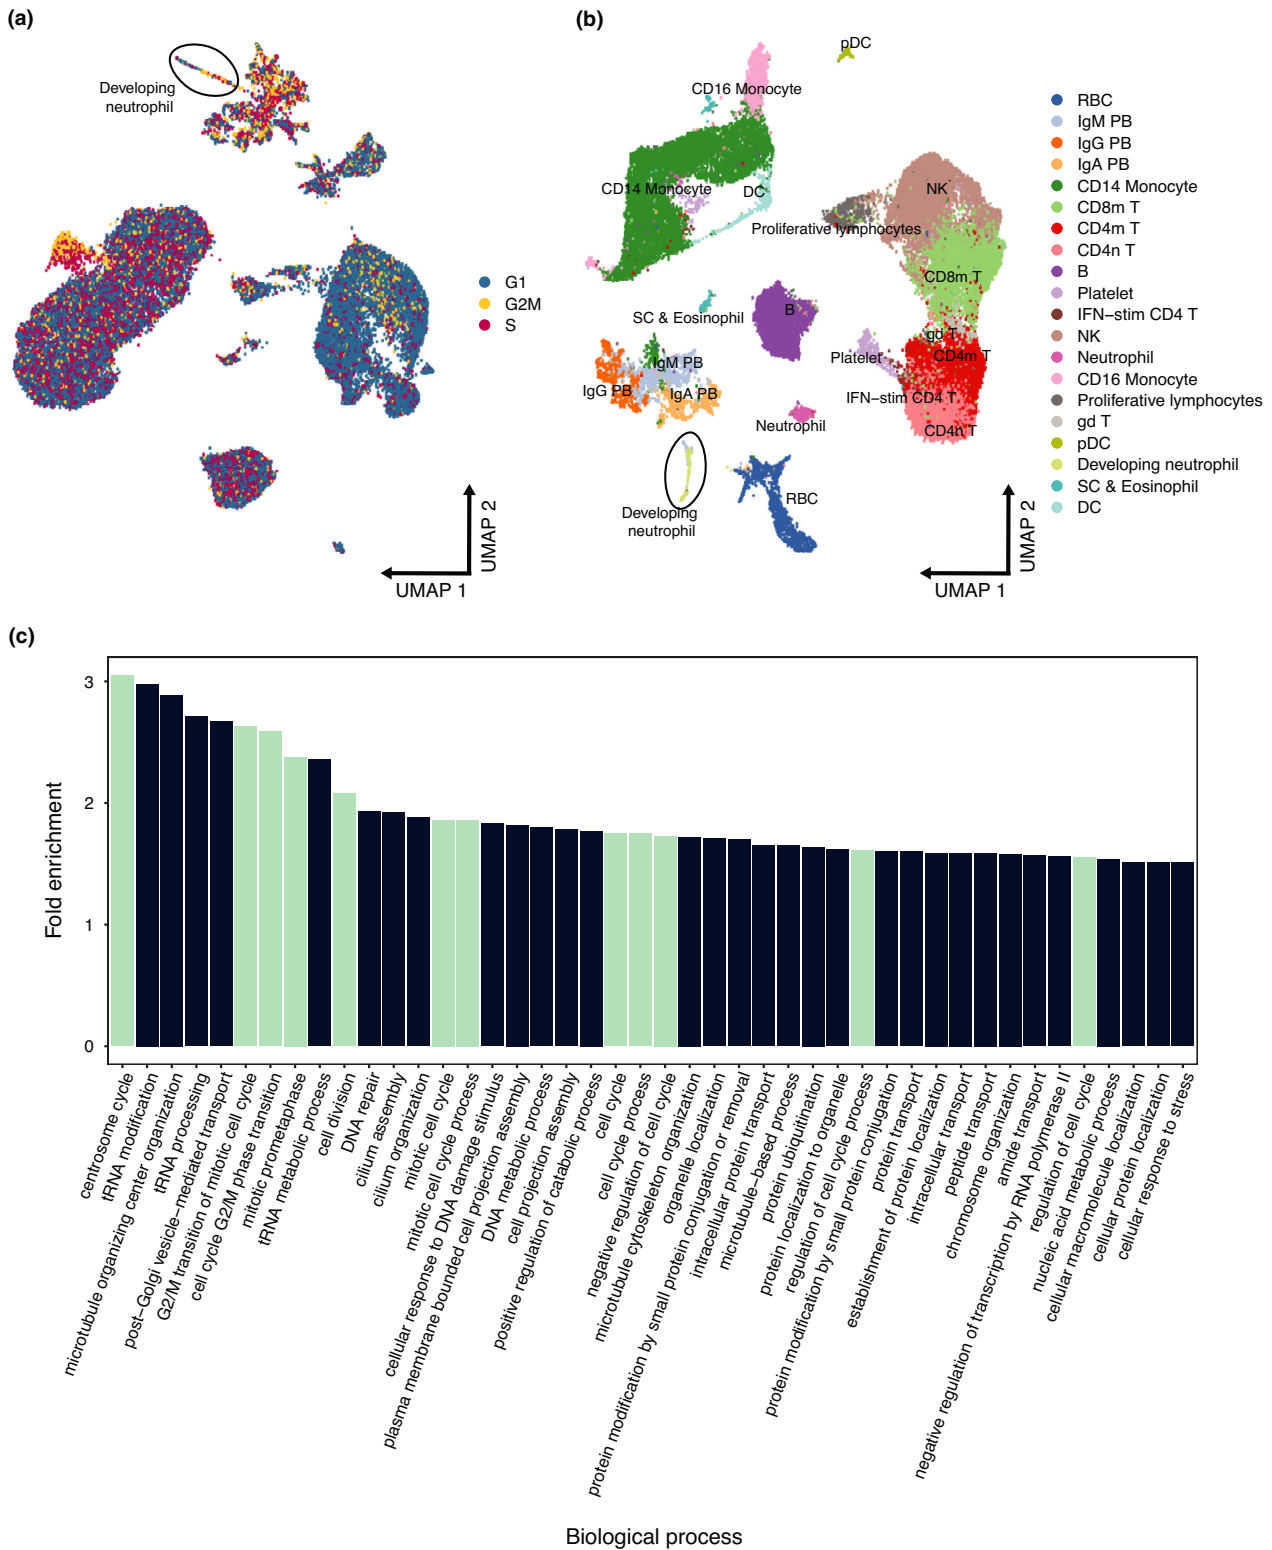 (a)
Developing
neutrophil
G1
G2M
S
UMAP 1
UMAP 2
(b)
pDC
CD16 Monocyte
CD14 Monocyte
DC
NK
Proliferative lymphocytes
CD8m T
SC & Eosinophil
B
gd T
CD4m T
Platelet
IgM PB
IgG PB
IgA PB
IFN−stim CD4 T
CD4n T
Neutrophil
RBC
Developing
neutrophil
UMAP 1
UMAP 2
RBC
IgM PB
IgG PB
IgA PB
CD14 Monocyte
CD8m T
CD4m T
CD4n T
B
Platelet
IFN−stim CD4 T
NK
Neutrophil
CD16 Monocyte
Proliferative lymphocytes
gd T
pDC
Developing neutrophil
SC & Eosinophil
DC
(c)
Fold enrichment
3
2
1
0
centrosome cycle
tRNA modification
microtubule organizing center organization
tRNA processing
post−Golgi vesicle−mediated transport
G2/M transition of mitotic cell cycle
cell cycle G2/M phase transition
mitotic prometaphase
tRNA metabolic process
cell division
DNA repair
cilium assembly
cilium organization
mitotic cell cycle
mitotic cell cycle process
cellular response to DNA damage stimulus
plasma membrane bounded cell projection assembly
DNA metabolic process
cell projection assembly
positive regulation of catabolic process
cell cycle
cell cycle process
negative regulation of cell cycle
microtubule cytoskeleton organization
organelle localization
protein modification by small protein conjugation or removal
intracellular protein transport
microtubule−based process
protein ubiquitination
protein localization to organelle
regulation of cell cycle process
protein modification by small protein conjugation
protein transport
establishment of protein localization
intracellular transport
peptide transport
chromosome organization
amide transport
negative regulation of transcription by RNA polymerase II
regulation of cell cycle
nucleic acid metabolic process
cellular macromolecule localization
cellular protein localization
cellular response to stress
Biological process